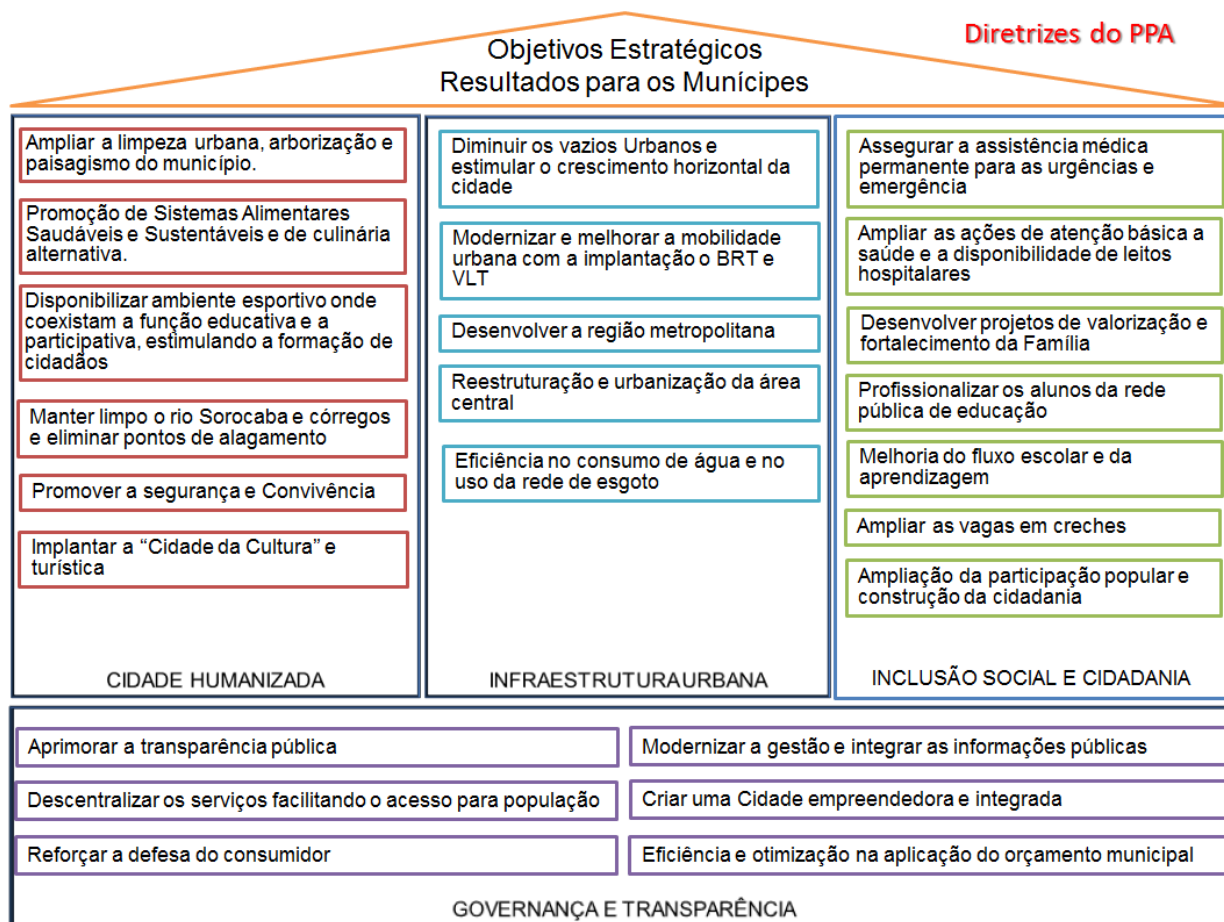 Diretrizes do PPA
Objetivos Estratégicos
Resultados para os Munícipes
Ampliar a limpeza urbana, arborização e
paisagismo do município.
Promoção de Sistemas Alimentares
Saudáveis e Sustentáveis e de culinária
alternativa.
Disponibilizar ambiente esportivo onde
coexistam a função educativa e a
participativa, estimulando a formação de
cidadãos
Manter limpo o rio Sorocaba e córregos
e eliminar pontos de alagamento
Promover a segurança e Convivência
Implantar a “Cidade da Cultura” e
turística
CIDADE HUMANIZADA
Diminuir os vazios Urbanos e
estimular o crescimento horizontal da
cidade
Modernizar e melhorar a mobilidade
urbana com a implantação o BRT e
VLT
Desenvolver a região metropolitana
Reestruturação e urbanização da área
central
Eficiência no consumo de água e no
uso da rede de esgoto
INFRAESTRUTURA URBANA
Assegurar a assistência médica
permanente para as urgências e
emergência
Ampliar as ações de atenção básica a
saúde e a disponibilidade de leitos
hospitalares
Desenvolver projetos de valorização e
fortalecimento da Família
Profissionalizar os alunos da rede
pública de educação
Melhoria do fluxo escolar e da
aprendizagem
Ampliar as vagas em creches
Ampliação da participação popular e
construção da cidadania
INCLUSÃO SOCIAL E CIDADANIA
Aprimorar a transparência pública
Modernizar a gestão e integrar as informações públicas
Descentralizar os serviços facilitando o acesso para população
Criar uma Cidade empreendedora e integrada
Reforçar a defesa do consumidor
Eficiência e otimização na aplicação do orçamento municipal
GOVERNANÇA E TRANSPARÊNCIA